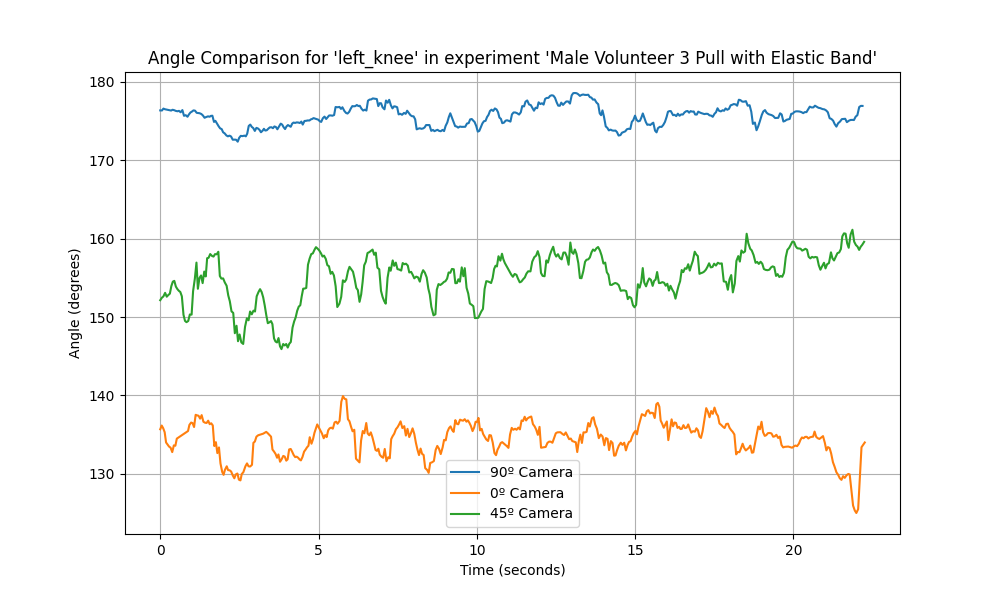 Angle Comparison for 'left_knee' in experiment 'Male Volunteer 3 Pull with Elastic Band'
180
170
160
150
140
130
Angle (degrees)
90º Camera
0º Camera
45º Camera
0 5 10 15 20
Time (seconds)